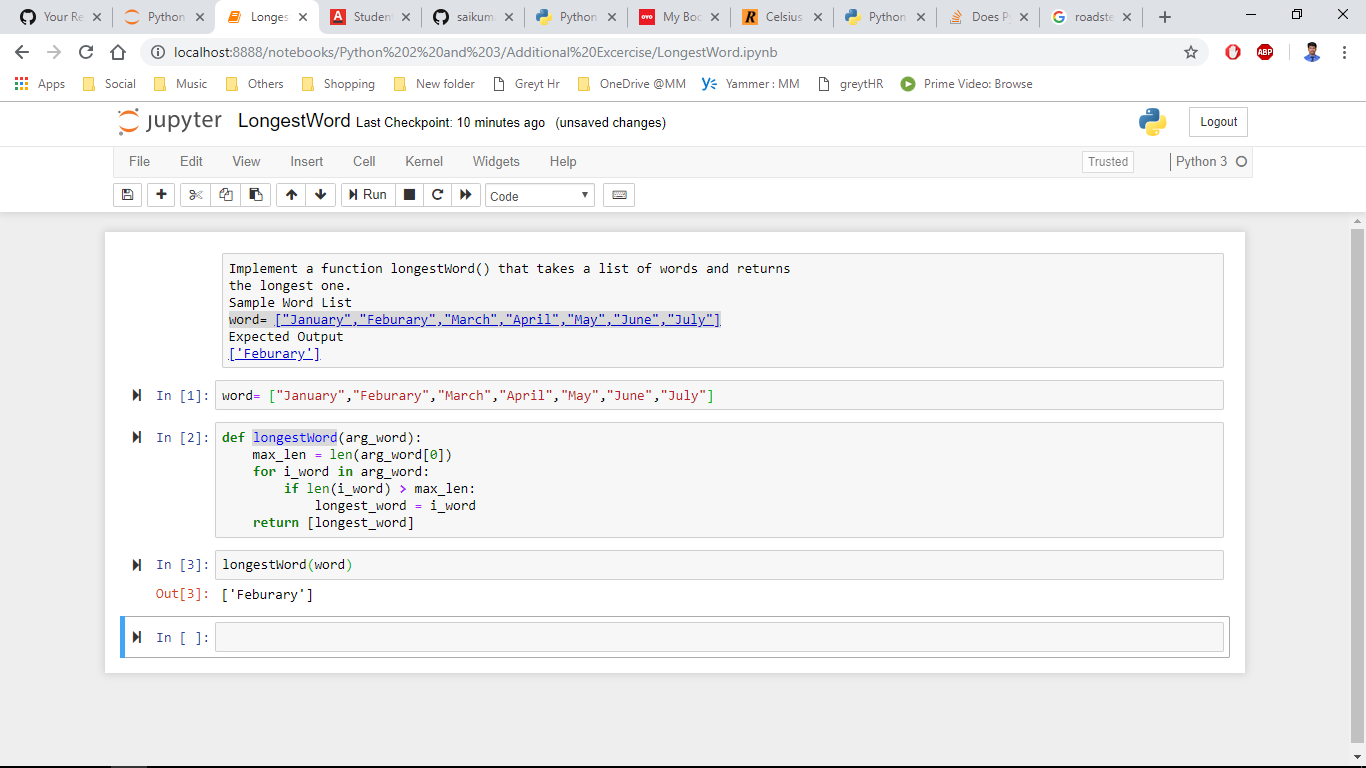 Your Re
Python
Longes
Studen
saikum
Python
My Boo
Celsius
Python
Does P
roadste
localhost:8888/notebooks/Python%202%20and%203/Additional%20Excercise/LongestWord.ipynb
Apps Social Music Others Shopping New folder Greyt Hr OneDrive @MM Yammer : MM greytHR Prime Video: Browse
jupyter LongestWord Last Checkpoint: 10 minutes ago (unsaved changes) Logout
File Edit View Insert Cell Kernel Widgets Help Trusted Python 3
Run Code
Implement a function longestWord() that takes a list of words and returns
the longest one.
Sample Word List
word= ["January","Feburary","March","April","May","June","July"]
Expected Output
['Feburary']
In [1]: word= ["January","Feburary","March","April","May","June","July"]
In [2]: def longestWord(arg_word):
    max_len = len(arg_word[0])
    for i_word in arg_word:
        if len(i_word) > max_len:
            longest_word = i_word
    return [longest_word]
In [3]: longestWord(word)
Out[3]: ['Feburary']
In [ ]: